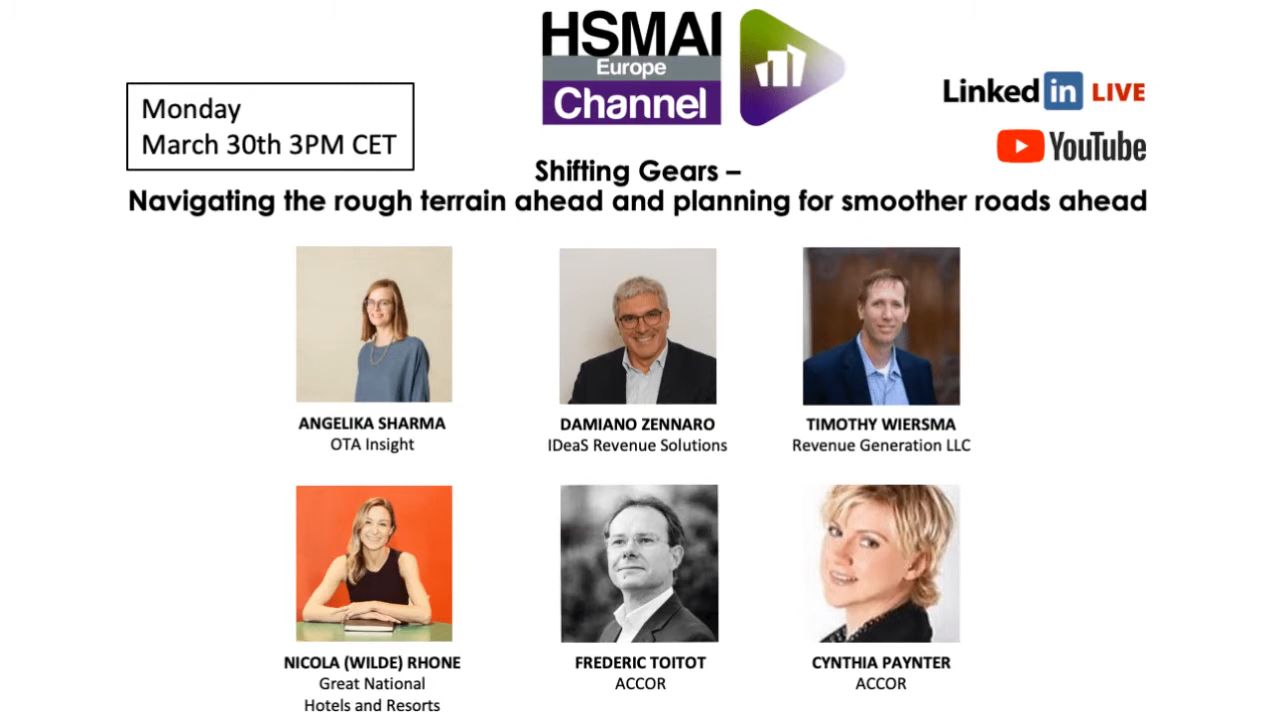 HSMAI
Europe
Channel
Monday
March 30th 3PM CET
Linked in LIVE
YouTube
Shifting Gears –
Navigating the rough terrain ahead and planning for smoother roads ahead
ANGELIKA SHARMA
OTA Insight
DAMIANO ZENNARO
IDeaS Revenue Solutions
TIMOTHY WIERSMA
Revenue Generation LLC
NICOLA (WILDE) RHONE
Great National
Hotels and Resorts
FREDERIC TOITOT
ACCOR
CYNTHIA PAYNTER
ACCOR